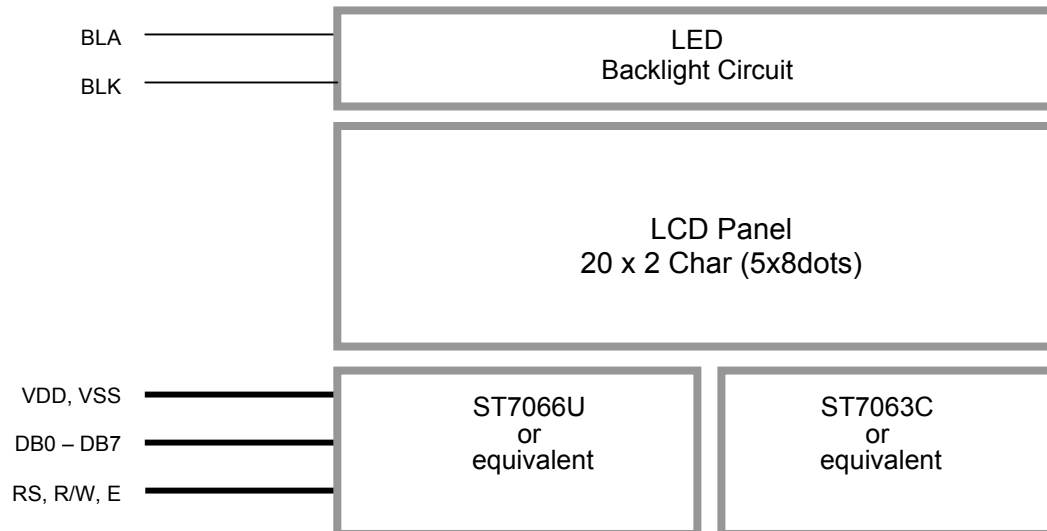 BLA
BLK
LED
Backlight Circuit
LCD Panel
20 x 2 Char (5x8dots)
VDD, VSS
DB0 – DB7
RS, R/W, E
ST7066U
or
equivalent
ST7063C
or
equivalent